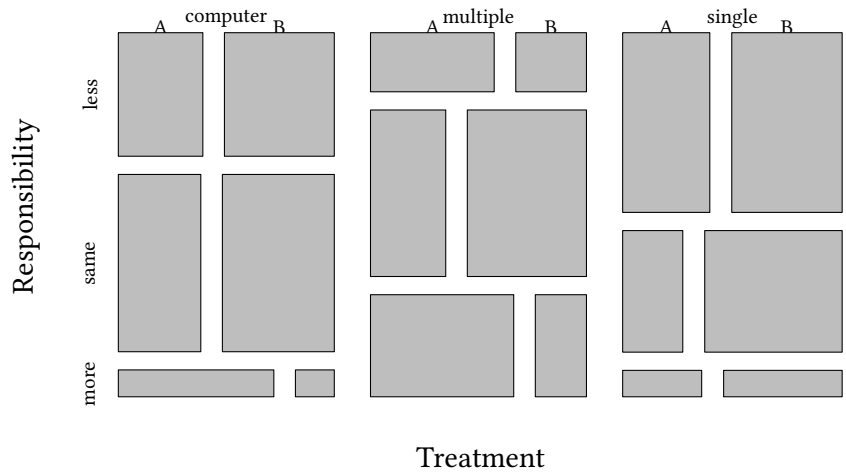 computer multiple single
A B A B A B
less
same
more
Responsibility
Treatment